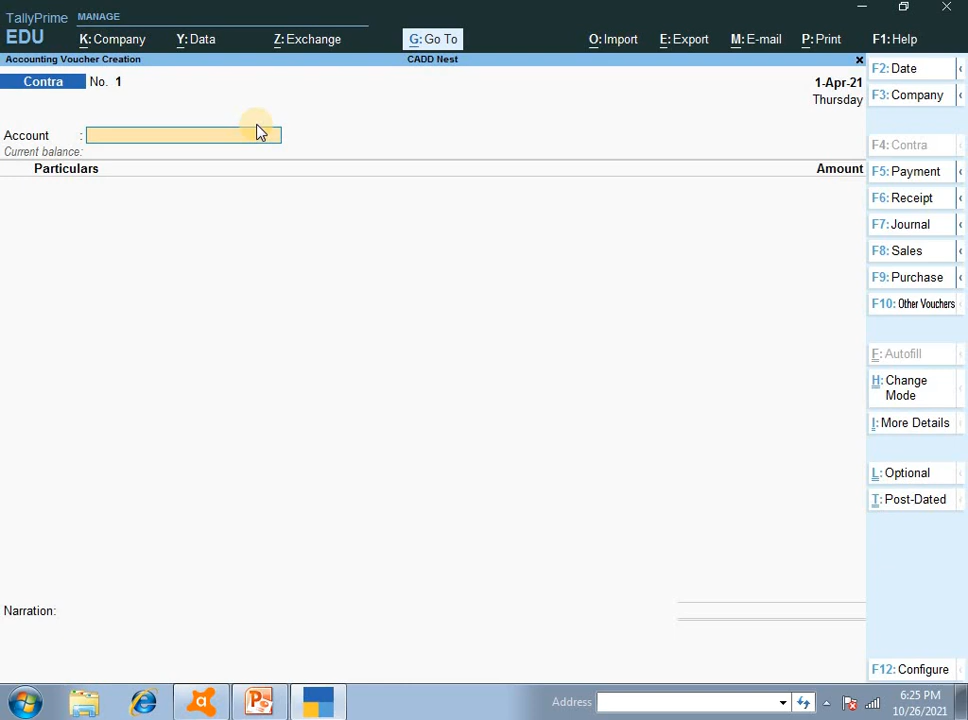 TallyPrime MANAGE
EDU K: Company Y: Data Z: Exchange G: Go To O: Import E: Export M: E-mail P: Print F1: Help
Accounting Voucher Creation CADD Nest
Contra No. 1 1-Apr-21
Thursday
Account :
Current balance:
Particulars Amount
Narration:
F2: Date
F3: Company
F4: Contra
F5: Payment
F6: Receipt
F7: Journal
F8: Sales
F9: Purchase
F10: Other Vouchers
F: Autofill
H: Change
Mode
I: More Details
L: Optional
T: Post-Dated
F12: Configure
Address 6:25 PM
10/26/2021